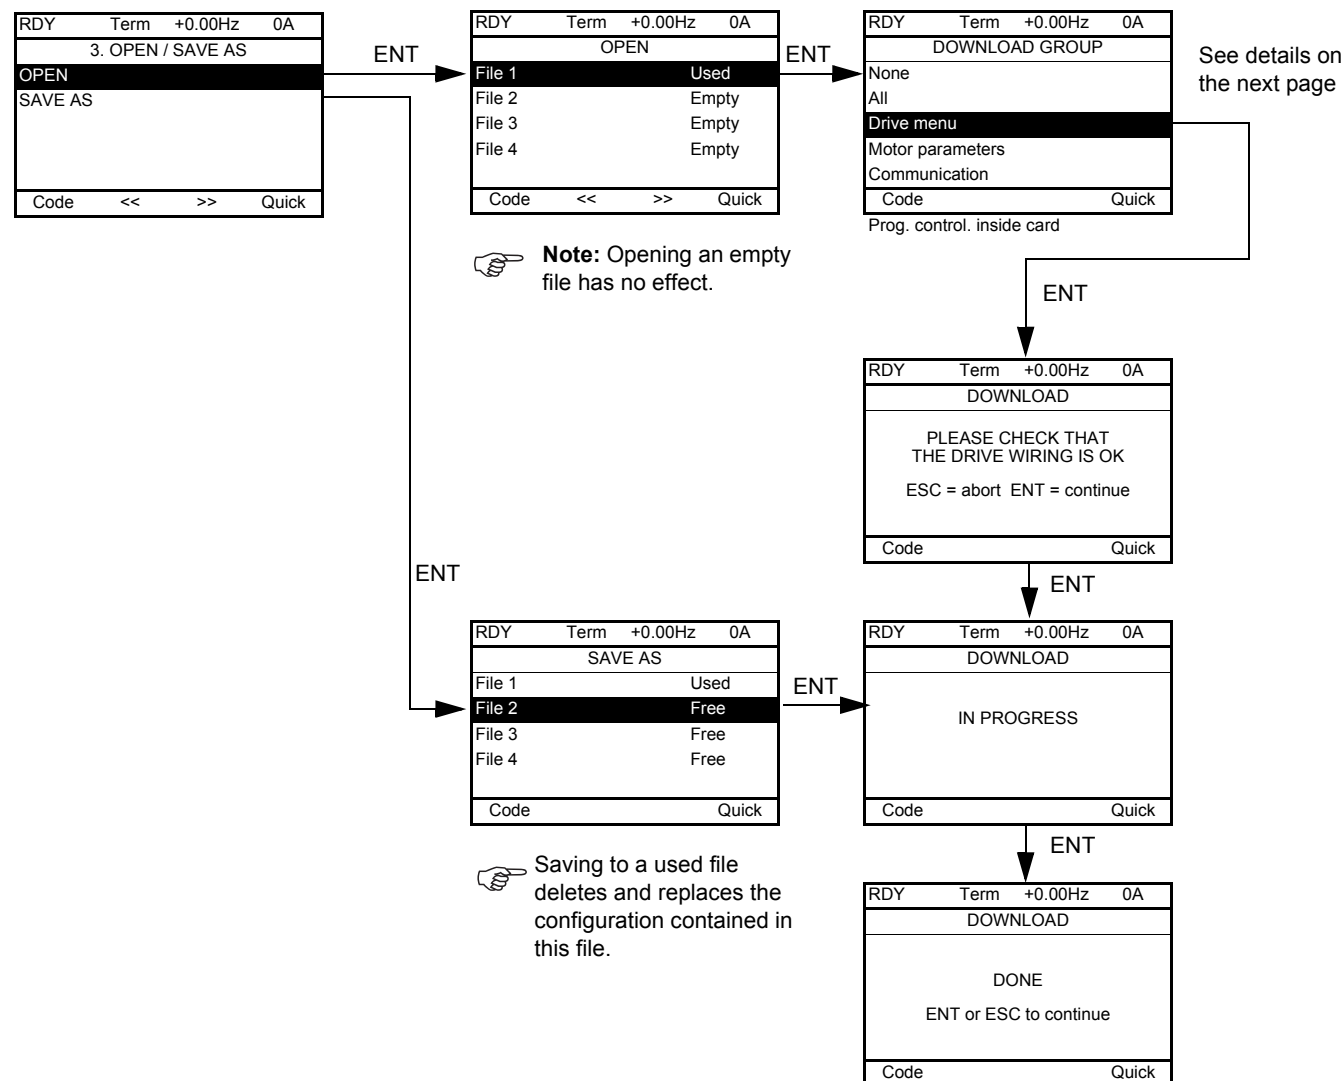 RDY Term +0.00Hz 0A
3. OPEN / SAVE AS
OPEN
SAVE AS
Code << >> Quick
ENT
RDY Term +0.00Hz 0A
OPEN
File 1 Used
File 2 Empty
File 3 Empty
File 4 Empty
Code << >> Quick
Note: Opening an empty
file has no effect.
ENT
RDY Term +0.00Hz 0A
DOWNLOAD GROUP
None
All
Drive menu
Motor parameters
Communication
Code Quick
Prog. control. inside card
See details on
the next page
ENT
RDY Term +0.00Hz 0A
DOWNLOAD
PLEASE CHECK THAT
THE DRIVE WIRING IS OK
ESC = abort ENT = continue
Code Quick
ENT
ENT
RDY Term +0.00Hz 0A
SAVE AS
File 1 Used
File 2 Free
File 3 Free
File 4 Free
Code Quick
Saving to a used file
deletes and replaces the
configuration contained in
this file.
ENT
RDY Term +0.00Hz 0A
DOWNLOAD
IN PROGRESS
Code Quick
ENT
RDY Term +0.00Hz 0A
DOWNLOAD
DONE
ENT or ESC to continue
Code Quick